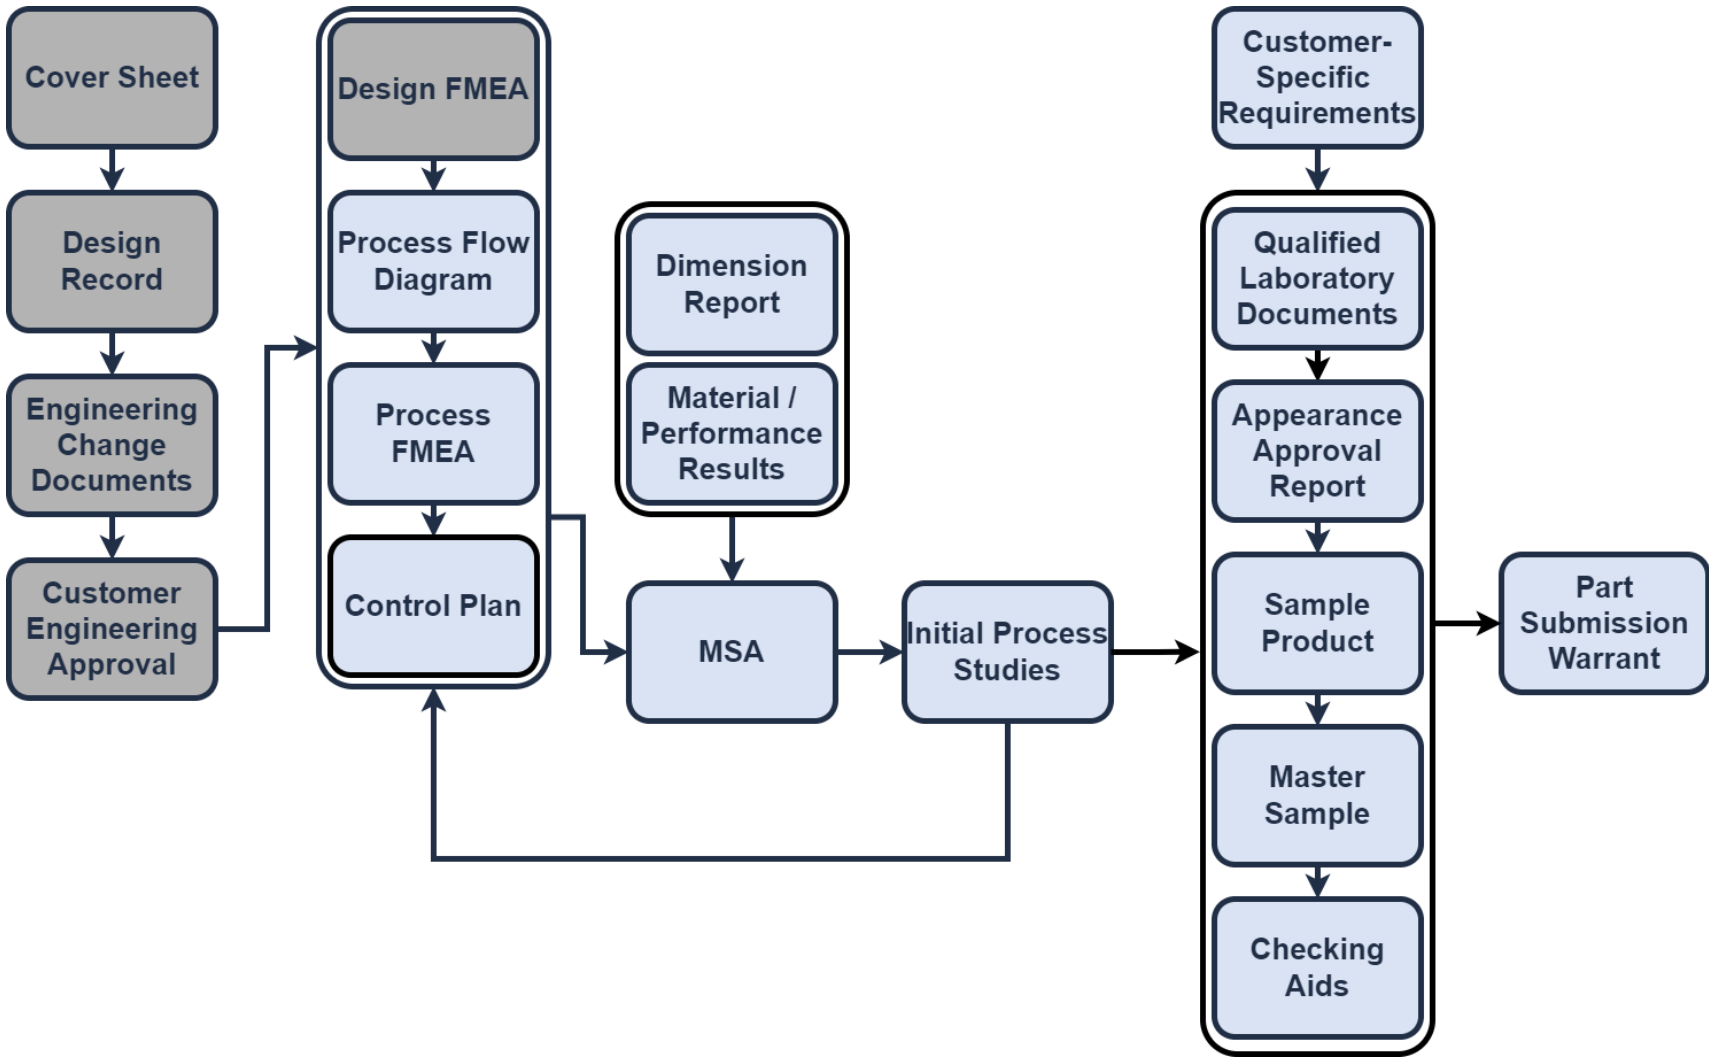 Cover Sheet
Design
Record
Engineering
Change
Documents
Customer
Engineering
Approval
Design FMEA
Process Flow
Diagram
Process
FMEA
Control Plan
Dimension
Report
Material /
Performance
Results
MSA
Initial Process
Studies
Customer-
Specific
Requirements
Qualified
Laboratory
Documents
Appearance
Approval
Report
Sample
Product
Master
Sample
Checking
Aids
Part
Submission
Warrant